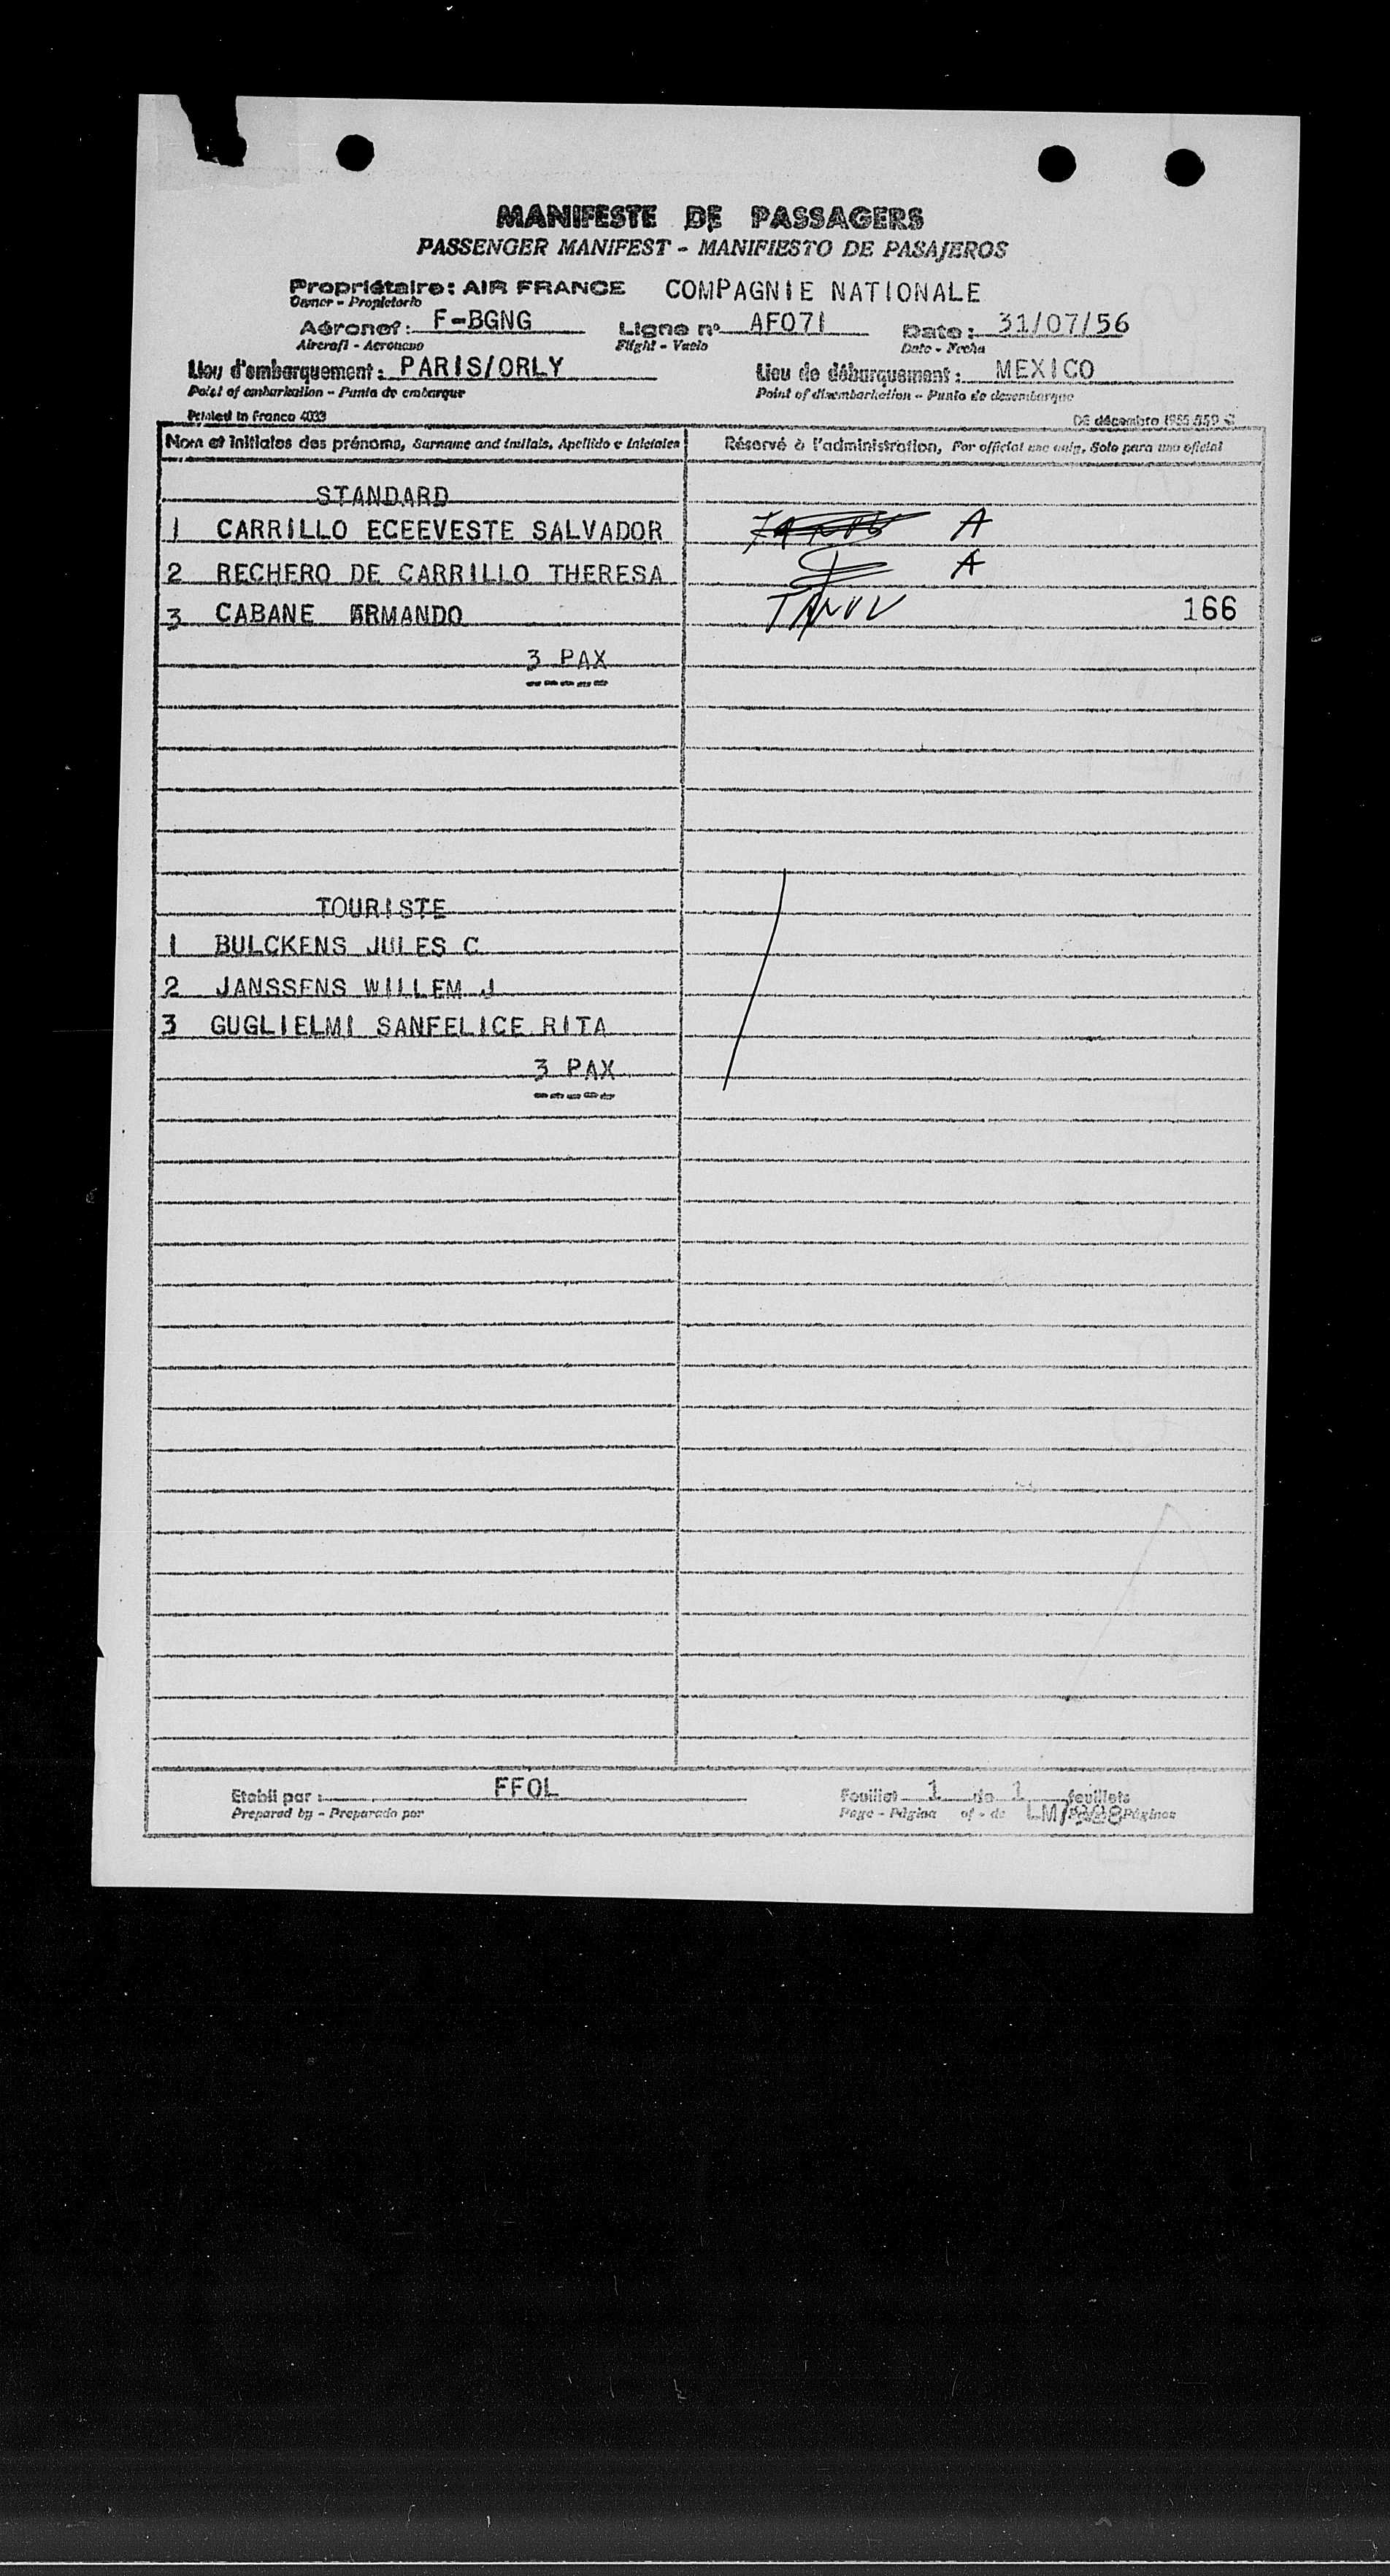 MANIFESTE DE PASSAGERS
PASSENGER MANIFEST - MANIFIESTO DE PASAJEROS
Propriétaire: AIR FRANCE COMPAGNIE NATIONALE
Owner - Propietario
Aéronef: F-BGNG Ligne n° AF071 Date: 31/07/56
Aircraft - Aeronave Flight - Vuelo Date - Fecha
Lieu d'embarquement: PARIS/ORLY Lieu de débarquement: MEXICO
Point of embarkation - Punto de embarque Point of disembarkation - Punto de desembarque
Printed in France 4033 décembre 1955
Nom et initiales des prénoms, Surname and initials, Apellido e iniciales Réservé à l'administration, For official use only, Solo para uso oficial
STANDARD
1 CARRILLO ECEEVESTE SALVADOR A
2 RECHERO DE CARRILLO THERESA A
3 CABANE ARMANDO 166
3 PAX
-----
TOURISTE
1 BULCKENS JULES C
2 JANSSENS WILLEM J
3 GUGLIELMI SANFELICE RITA
3 PAX
-----
Etabli par: FFOL Feuillet 1 de 1 feuillets
Prepared by - Preparado por Page - Página of - de Páginas